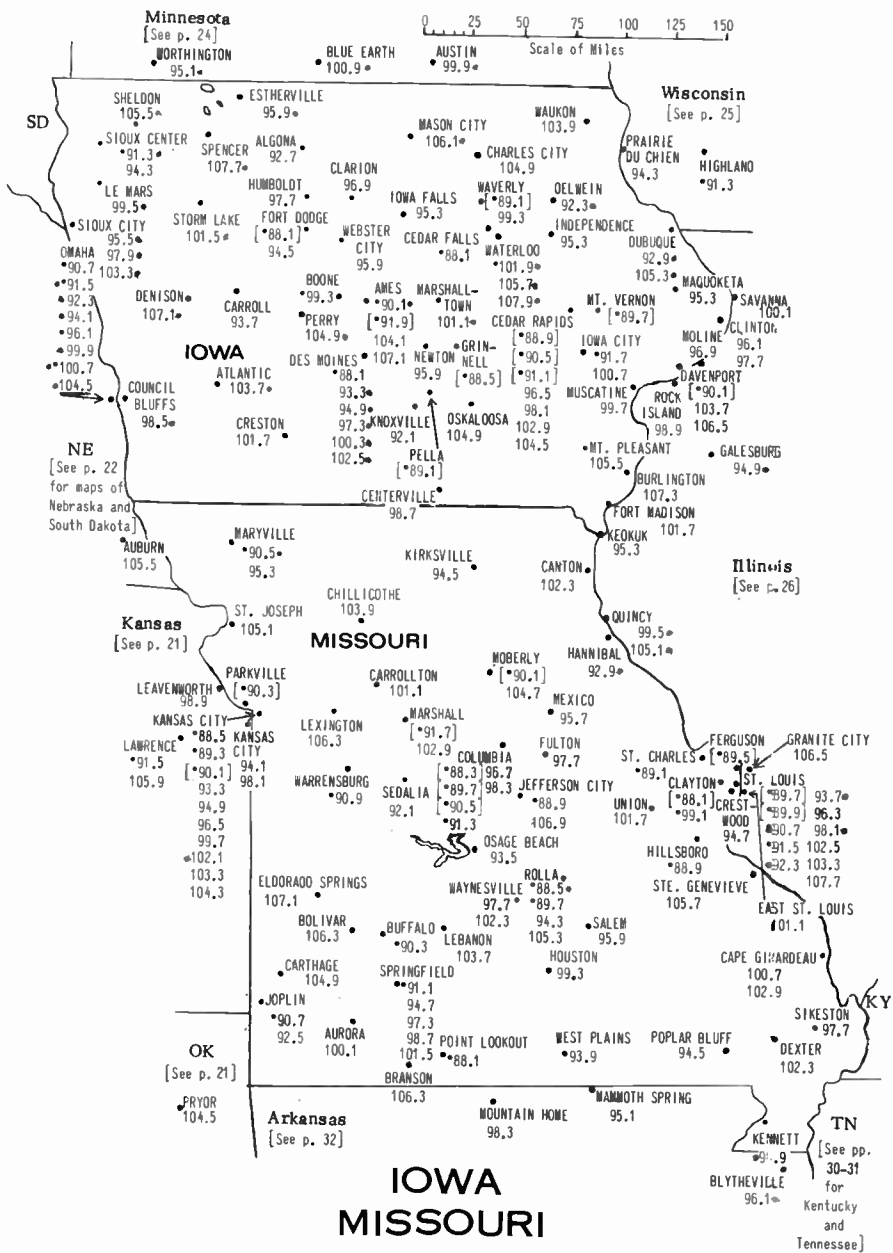 Minnesota
[See p. 24]
0 25 50 75 100 125 150
Scale of Miles
WORTHINGTON
95.1
BLUE EARTH
100.9
AUSTIN
99.9
Wisconsin
[See p. 25]
SD
SHELDON
105.5
ESTHERVILLE
95.9
WAUKON
103.9
MASON CITY
106.1
SIOUX CENTER
91.3
94.3
SPENCER
107.7
ALGONA
92.7
CHARLES CITY
104.9
PRAIRIE
DU CHIEN
94.3
HIGHLAND
91.3
LE MARS
99.5
HUMBOLDT
97.7
CLARION
96.9
IOWA FALLS
95.3
WAVERLY
[89.1]
99.3
OELWEIN
92.3
STORM LAKE
101.5
FORT DODGE
[88.1]
94.5
WEBSTER
CITY
95.9
CEDAR FALLS
88.1
INDEPENDENCE
95.3
SIOUX CITY
95.5
97.9
103.3
WATERLOO
101.9
105.7
107.9
DUBUQUE
92.9
105.3
OMAHA
90.7
91.5
92.3
94.1
96.1
99.9
100.7
104.5
MAQUOKETA
95.3
SAVANNA
100.1
DENISON
107.1
CARROLL
93.7
BOONE
99.3
PERRY
104.9
AMES
90.1
[91.9]
104.1
107.1
MARSHALL-
TOWN
101.1
MT. VERNON
[89.7]
CLINTON
96.1
97.7
CEDAR RAPIDS
[88.9]
[90.5]
[91.1]
96.5
98.1
102.9
104.5
MOLINE
96.9
IOWA
DES MOINES
88.1
93.3
94.9
97.3
100.3
102.5
NEWTON
95.9
GRIN-
NELL
[88.5]
IOWA CITY
91.7
100.7
DAVENPORT
[90.1]
103.7
106.5
ATLANTIC
103.7
COUNCIL
BLUFFS
98.5
MUSCATINE
99.7
ROCK
ISLAND
98.9
CRESTON
101.7
KNOXVILLE
92.1
OSKALOOSA
104.9
PELLA
[89.1]
MT. PLEASANT
105.5
GALESBURG
94.9
NE
[See p. 22
for maps of
Nebraska and
South Dakota]
BURLINGTON
107.3
CENTERVILLE
98.7
FORT MADISON
101.7
KEOKUK
95.3
AUBURN
105.5
MARYVILLE
90.5
95.3
KIRKSVILLE
94.5
CANTON
102.3
Illinois
[See p. 26]
CHILLICOTHE
103.9
Kansas
[See p. 21]
ST. JOSEPH
105.1
MISSOURI
QUINCY
99.5
105.1
HANNIBAL
92.9
MOBERLY
[90.1]
104.7
PARKVILLE
[90.3]
LEAVENWORTH
98.9
CARROLLTON
101.1
MEXICO
95.7
KANSAS CITY
88.5
89.3
[90.1]
93.3
94.9
96.5
99.7
102.1
103.3
104.3
KANSAS
CITY
94.1
98.1
LEXINGTON
106.3
MARSHALL
[91.7]
102.9
LAWRENCE
91.5
105.9
FULTON
97.7
COLUMBIA
[88.3] 96.7
[89.7] 98.3
[90.5]
91.3
ST. CHARLES
89.1
FERGUSON
[89.5]
GRANITE CITY
106.5
WARRENSBURG
90.9
SEDALIA
92.1
JEFFERSON CITY
88.9
106.9
UNION
101.7
CLAYTON
[88.1]
99.1
CREST-
WOOD
94.7
ST. LOUIS
[89.7] 93.7
[89.9] 96.3
90.7 98.1
91.5 102.5
92.3 103.3
107.7
OSAGE BEACH
93.5
HILLSBORO
88.9
STE. GENEVIEVE
105.7
EAST ST. LOUIS
101.1
ELDORADO SPRINGS
107.1
WAYNESVILLE
97.7
102.3
ROLLA
88.5
89.7
94.3
105.3
BOLIVAR
106.3
BUFFALO
90.3
LEBANON
103.7
SALEM
95.9
HOUSTON
99.3
CAPE GIRARDEAU
100.7
102.9
CARTHAGE
104.9
SPRINGFIELD
91.1
94.7
97.3
98.7
101.5
JOPLIN
90.7
92.5
KY
SIKESTON
97.7
AURORA
100.1
POINT LOOKOUT
88.1
WEST PLAINS
93.9
POPLAR BLUFF
94.5
DEXTER
102.3
OK
[See p. 21]
BRANSON
106.3
PRYOR
104.5
Arkansas
[See p. 32]
MOUNTAIN HOME
98.3
MAMMOTH SPRING
95.1
KENNETT
TN
[See pp.
30-31
for
Kentucky
and
Tennessee]
BLYTHEVILLE
96.1
IOWA
MISSOURI